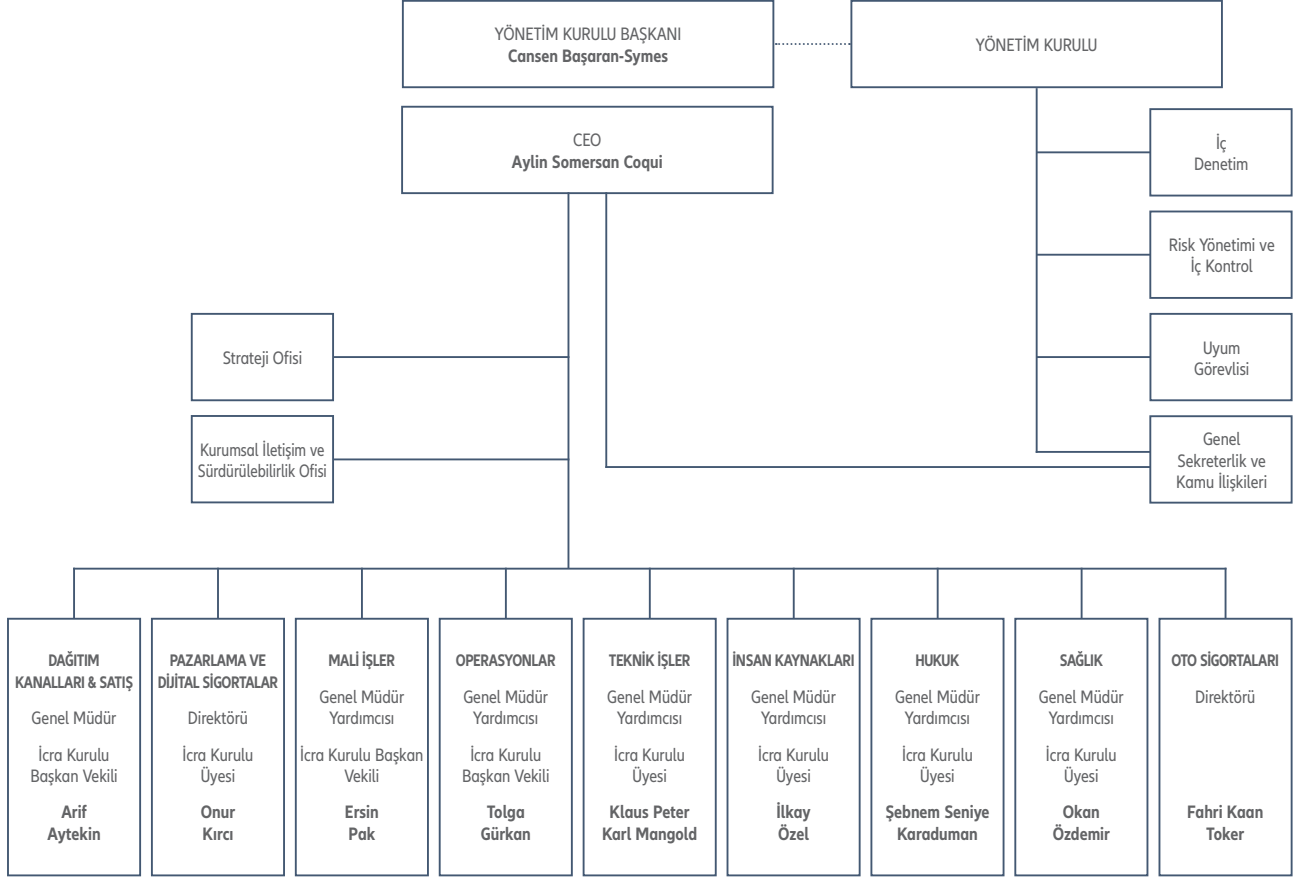 YÖNETİM KURULU BAŞKANI
Cansen Başaran-Symes
YÖNETİM KURULU
CEO
Aylin Somersan Coqui
İç
Denetim
Risk Yönetimi ve
İç Kontrol
Strateji Ofisi
Uyum
Görevlisi
Kurumsal İletişim ve
Sürdürülebilirlik Ofisi
Genel
Sekreterlik ve
Kamu İlişkileri
DAĞITIM
KANALLARI & SATIŞ
Genel Müdür
İcra Kurulu
Başkan Vekili
Arif
Aytekin
PAZARLAMA VE
DİJİTAL SİGORTALAR
Direktörü
İcra Kurulu
Üyesi
Onur
Kırcı
MALİ İŞLER
Genel Müdür
Yardımcısı
İcra Kurulu Başkan
Vekili
Ersin
Pak
OPERASYONLAR
Genel Müdür
Yardımcısı
İcra Kurulu
Başkan Vekili
Tolga
Gürkan
TEKNİK İŞLER
Genel Müdür
Yardımcısı
İcra Kurulu
Üyesi
Klaus Peter
Karl Mangold
İNSAN KAYNAKLARI
Genel Müdür
Yardımcısı
İcra Kurulu
Üyesi
İlkay
Özel
HUKUK
Genel Müdür
Yardımcısı
İcra Kurulu
Üyesi
Şebnem Seniye
Karaduman
SAĞLIK
Genel Müdür
Yardımcısı
İcra Kurulu
Üyesi
Okan
Özdemir
OTO SİGORTALARI
Direktörü
Fahri Kaan
Toker